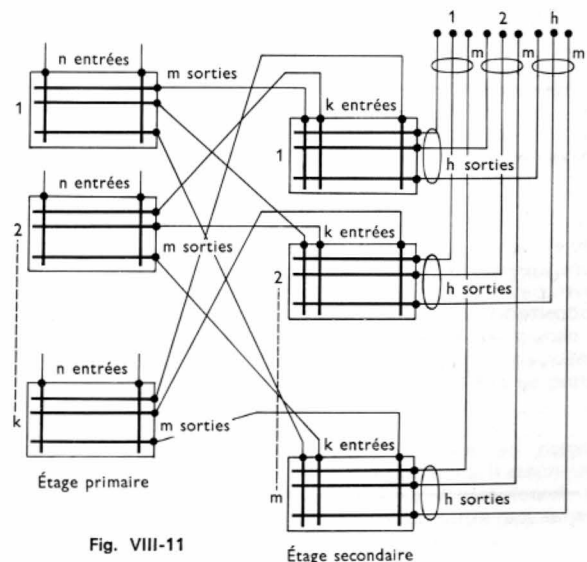 1 2 h
m m m
n entrées
m sorties
1
k entrées
1
h sorties
n entrées
2
m sorties
k entrées
2
h sorties
n entrées
k
m sorties
k entrées
m
h sorties
Étage primaire
Fig. VIII-11
Étage secondaire